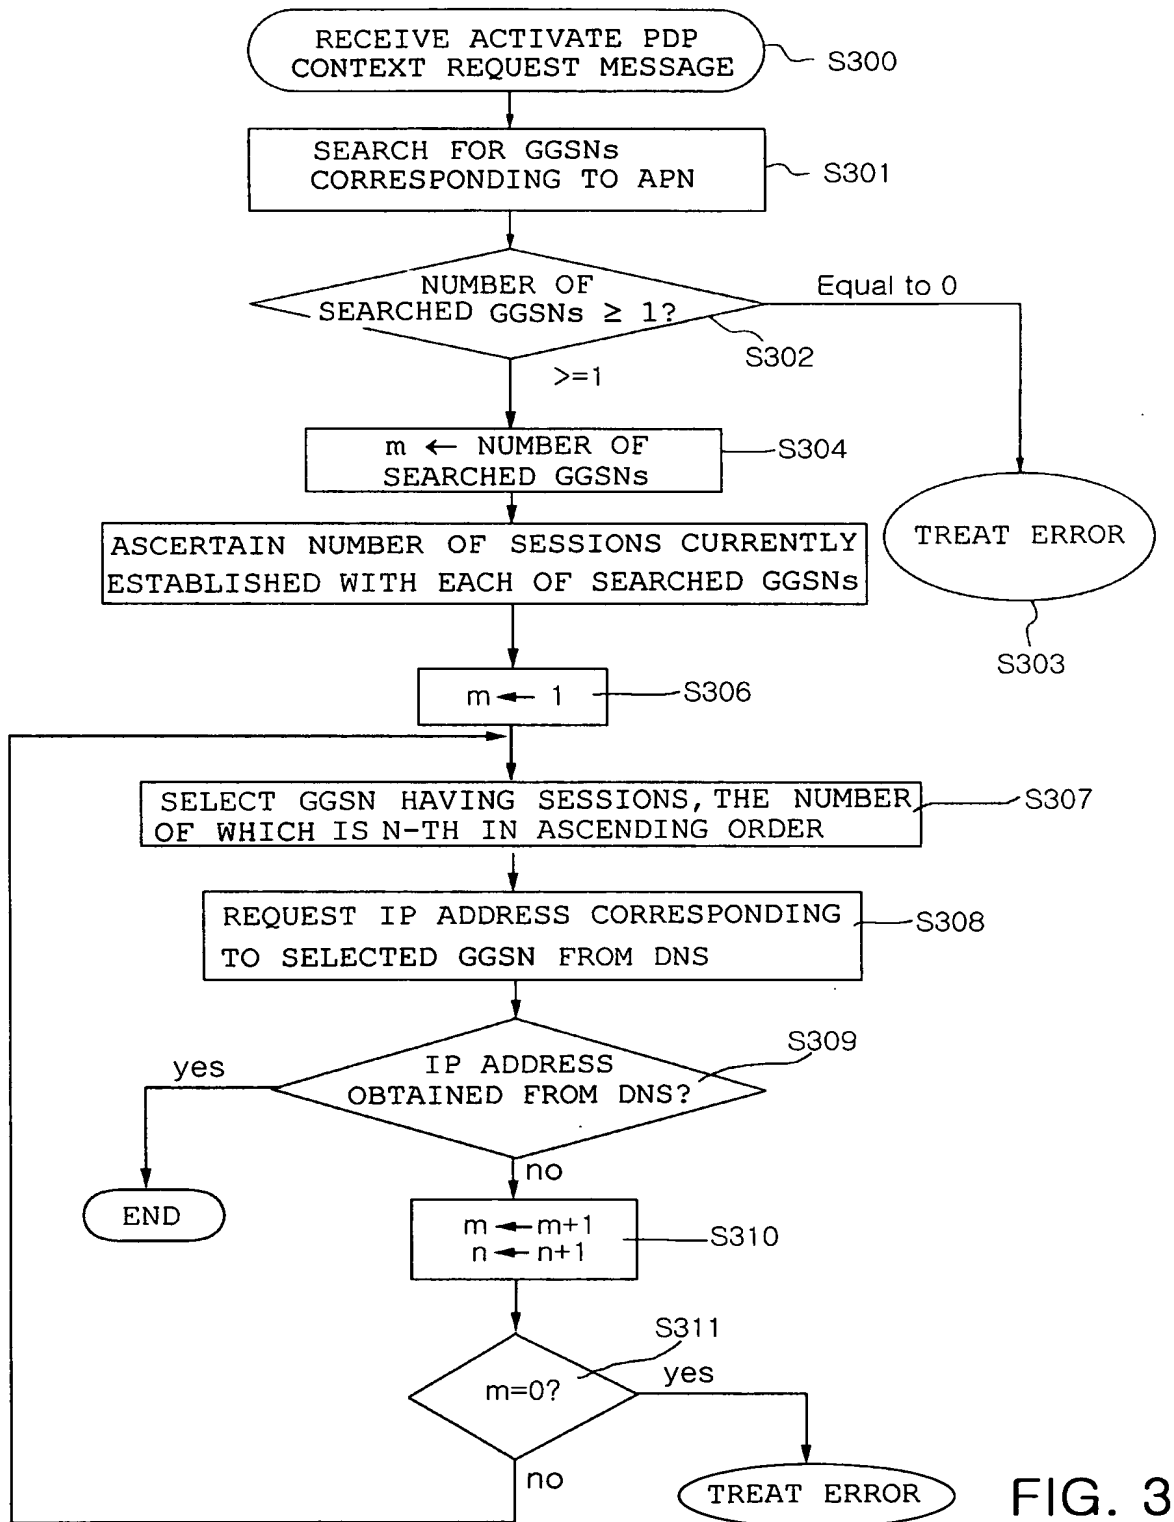 RECEIVE ACTIVATE PDP
CONTEXT REQUEST MESSAGE
S300
SEARCH FOR GGSNs
CORRESPONDING TO APN
S301
NUMBER OF
SEARCHED GGSNs ≥ 1?
Equal to 0
S302
>=1
m ← NUMBER OF
SEARCHED GGSNs
S304
TREAT ERROR
S303
ASCERTAIN NUMBER OF SESSIONS CURRENTLY
ESTABLISHED WITH EACH OF SEARCHED GGSNs
m ← 1
S306
SELECT GGSN HAVING SESSIONS, THE NUMBER
OF WHICH IS N-TH IN ASCENDING ORDER
S307
REQUEST IP ADDRESS CORRESPONDING
TO SELECTED GGSN FROM DNS
S308
IP ADDRESS
OBTAINED FROM DNS?
S309
yes
no
END
m ← m+1
n ← n+1
S310
m=0?
S311
yes
no
TREAT ERROR
FIG. 3